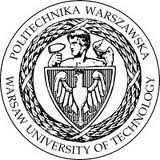 POLITECHNIKA WARSZAWSKA
WARSAW UNIVERSITY OF TECHNOLOGY